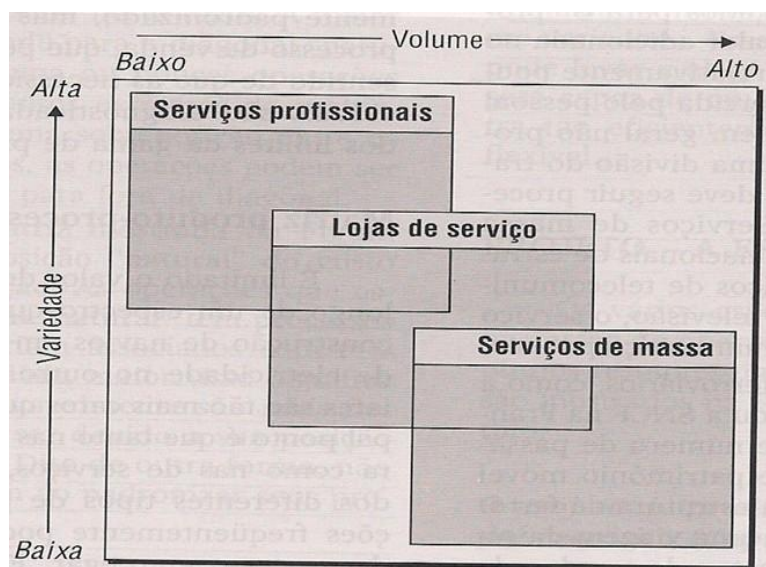 Volume
Baixo
Alto
Alta
Serviços profissionais
Lojas de serviço
Variedade
Serviços de massa
Baixa